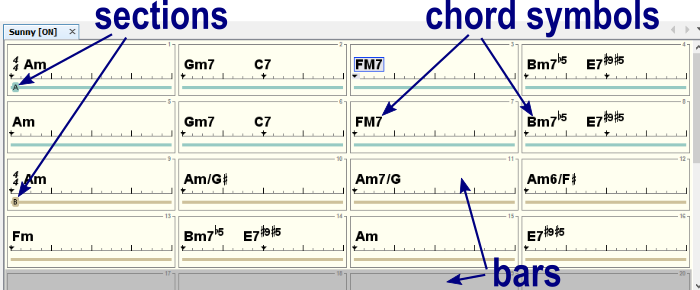 sections chord symbols
Sunny [ON] ×
1 2 3 4
4 4 Am Gm7 C7 FM7 Bm7♭5 E7♯9♯5
A
5 6 7 8
Am Gm7 C7 FM7 Bm7♭5 E7♯9♯5
9 10 11 12
4 4 Am Am/G♯ Am7/G Am6/F♯
B
13 14 15 16
Fm Bm7♭5 E7♯9♯5 Am E7♯9♯5
17 18 19 20
bars